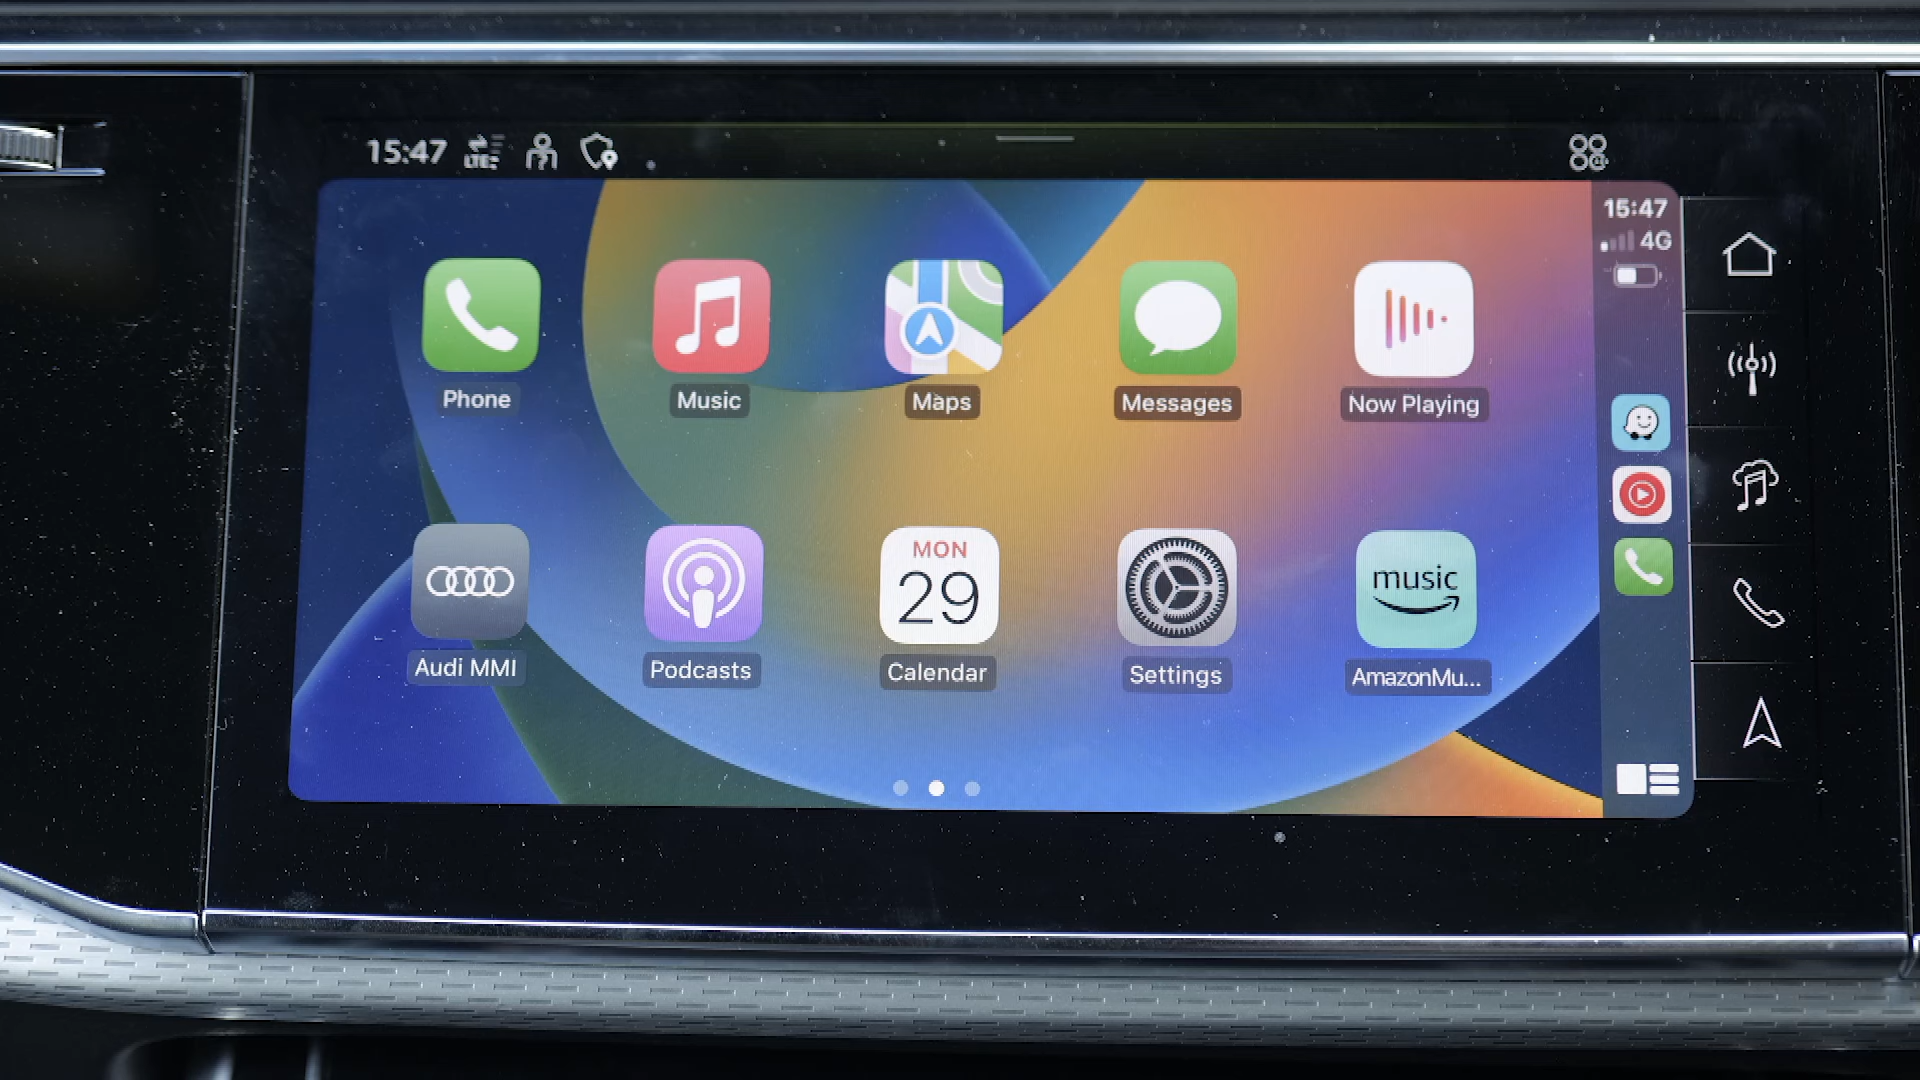 15:47 LTE
15:47
4G
Phone Music Maps Messages Now Playing
MON
29
music
Audi MMI Podcasts Calendar Settings AmazonMu...